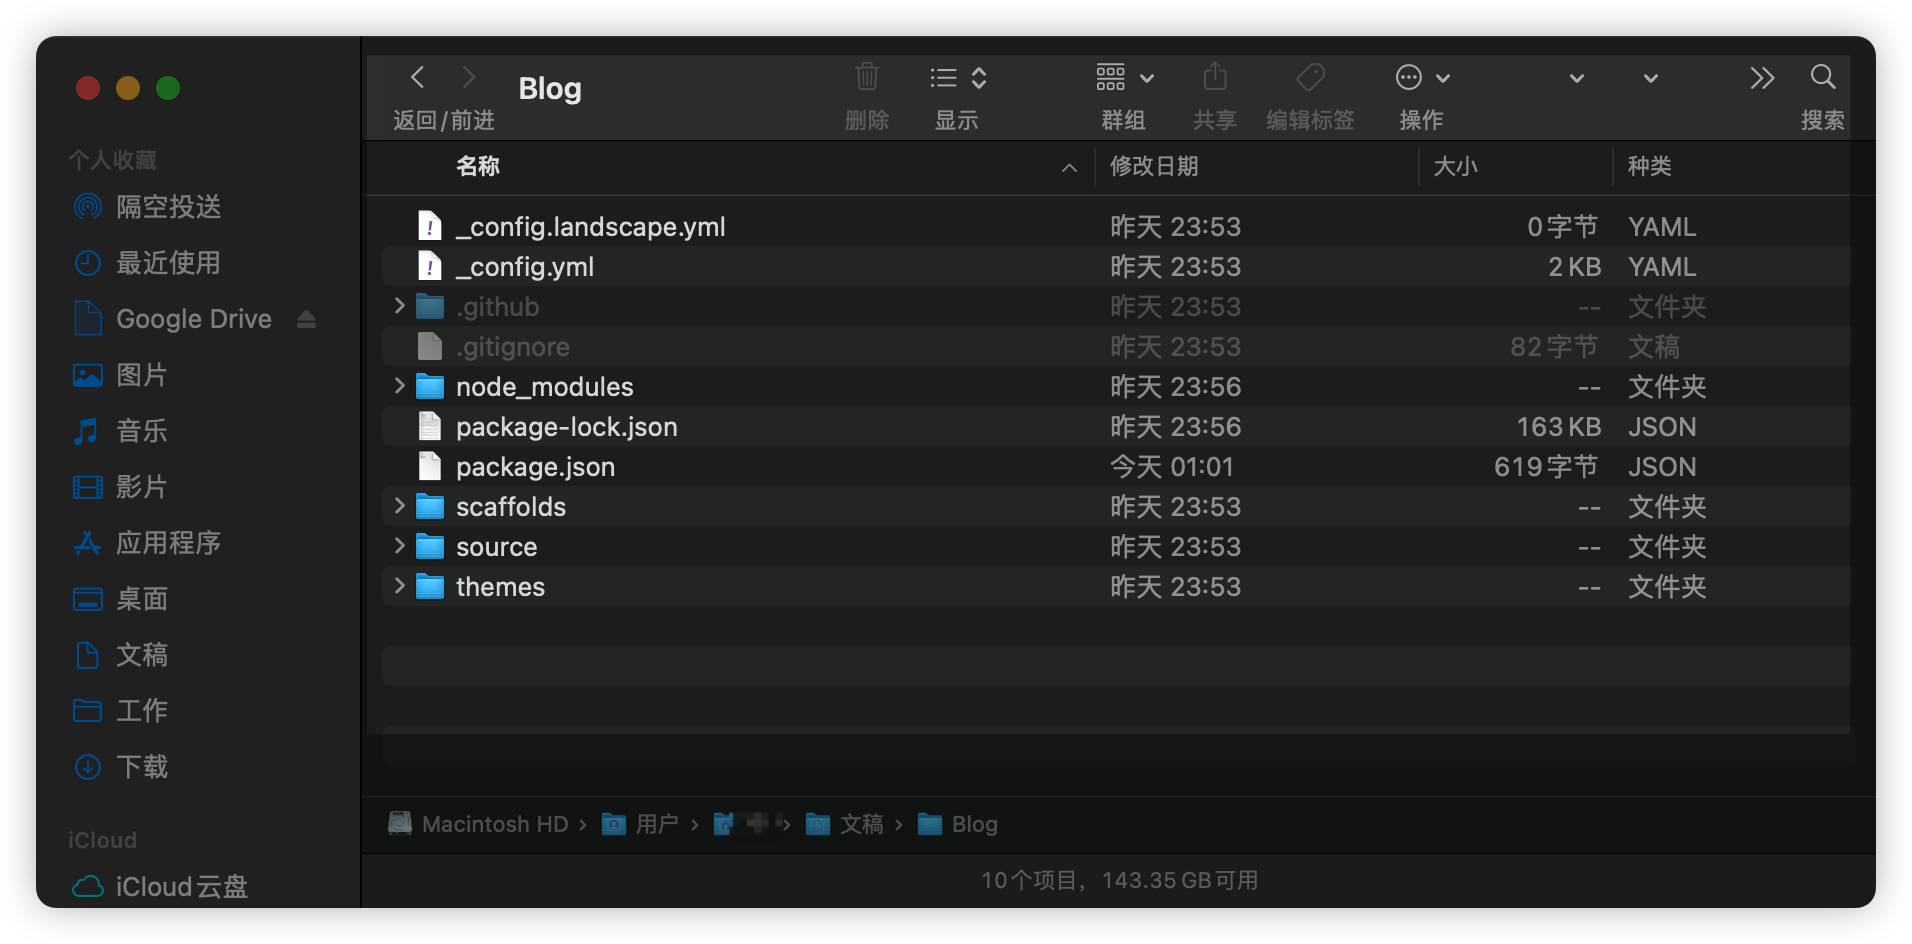 Blog
返回/前进
删除
显示
群组
共享
编辑标签
操作
搜索
个人收藏
隔空投送
最近使用
Google Drive
图片
音乐
影片
应用程序
桌面
文稿
工作
下载
iCloud
iCloud云盘
名称 修改日期 大小 种类
_config.landscape.yml 昨天 23:53 0字节 YAML
_config.yml 昨天 23:53 2 KB YAML
.github 昨天 23:53 -- 文件夹
.gitignore 昨天 23:53 82字节 文稿
node_modules 昨天 23:56 -- 文件夹
package-lock.json 昨天 23:56 163 KB JSON
package.json 今天 01:01 619字节 JSON
scaffolds 昨天 23:53 -- 文件夹
source 昨天 23:53 -- 文件夹
themes 昨天 23:53 -- 文件夹
Macintosh HD › 用户 › › 文稿 › Blog
10个项目，143.35 GB可用